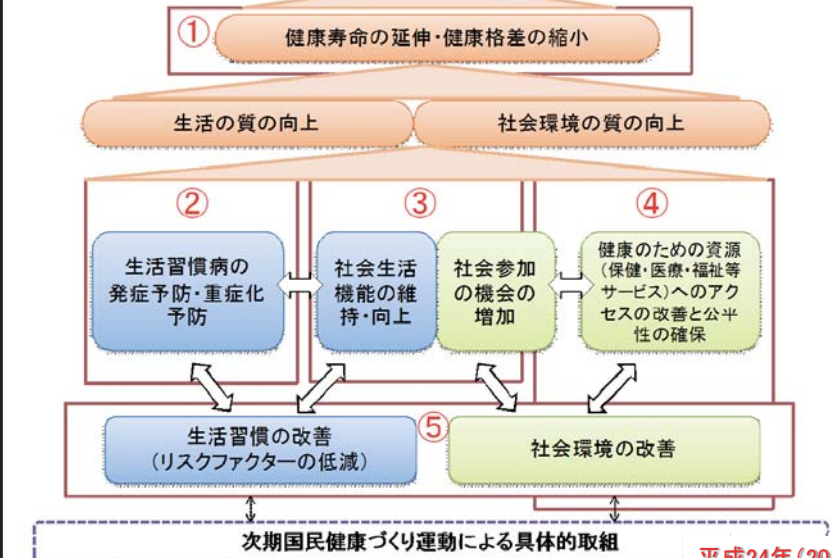 ①
健康寿命の延伸・健康格差の縮小
生活の質の向上
社会環境の質の向上
②
③
④
生活習慣病の
発症予防・重症化
予防
社会生活
機能の維
持・向上
社会参加
の機会の
増加
健康のための資源
(保健・医療・福祉等
サービス)へのアク
セスの改善と公平
性の確保
⑤
生活習慣の改善
(リスクファクターの低減)
社会環境の改善
次期国民健康づくり運動による具体的取組
平成24年(20